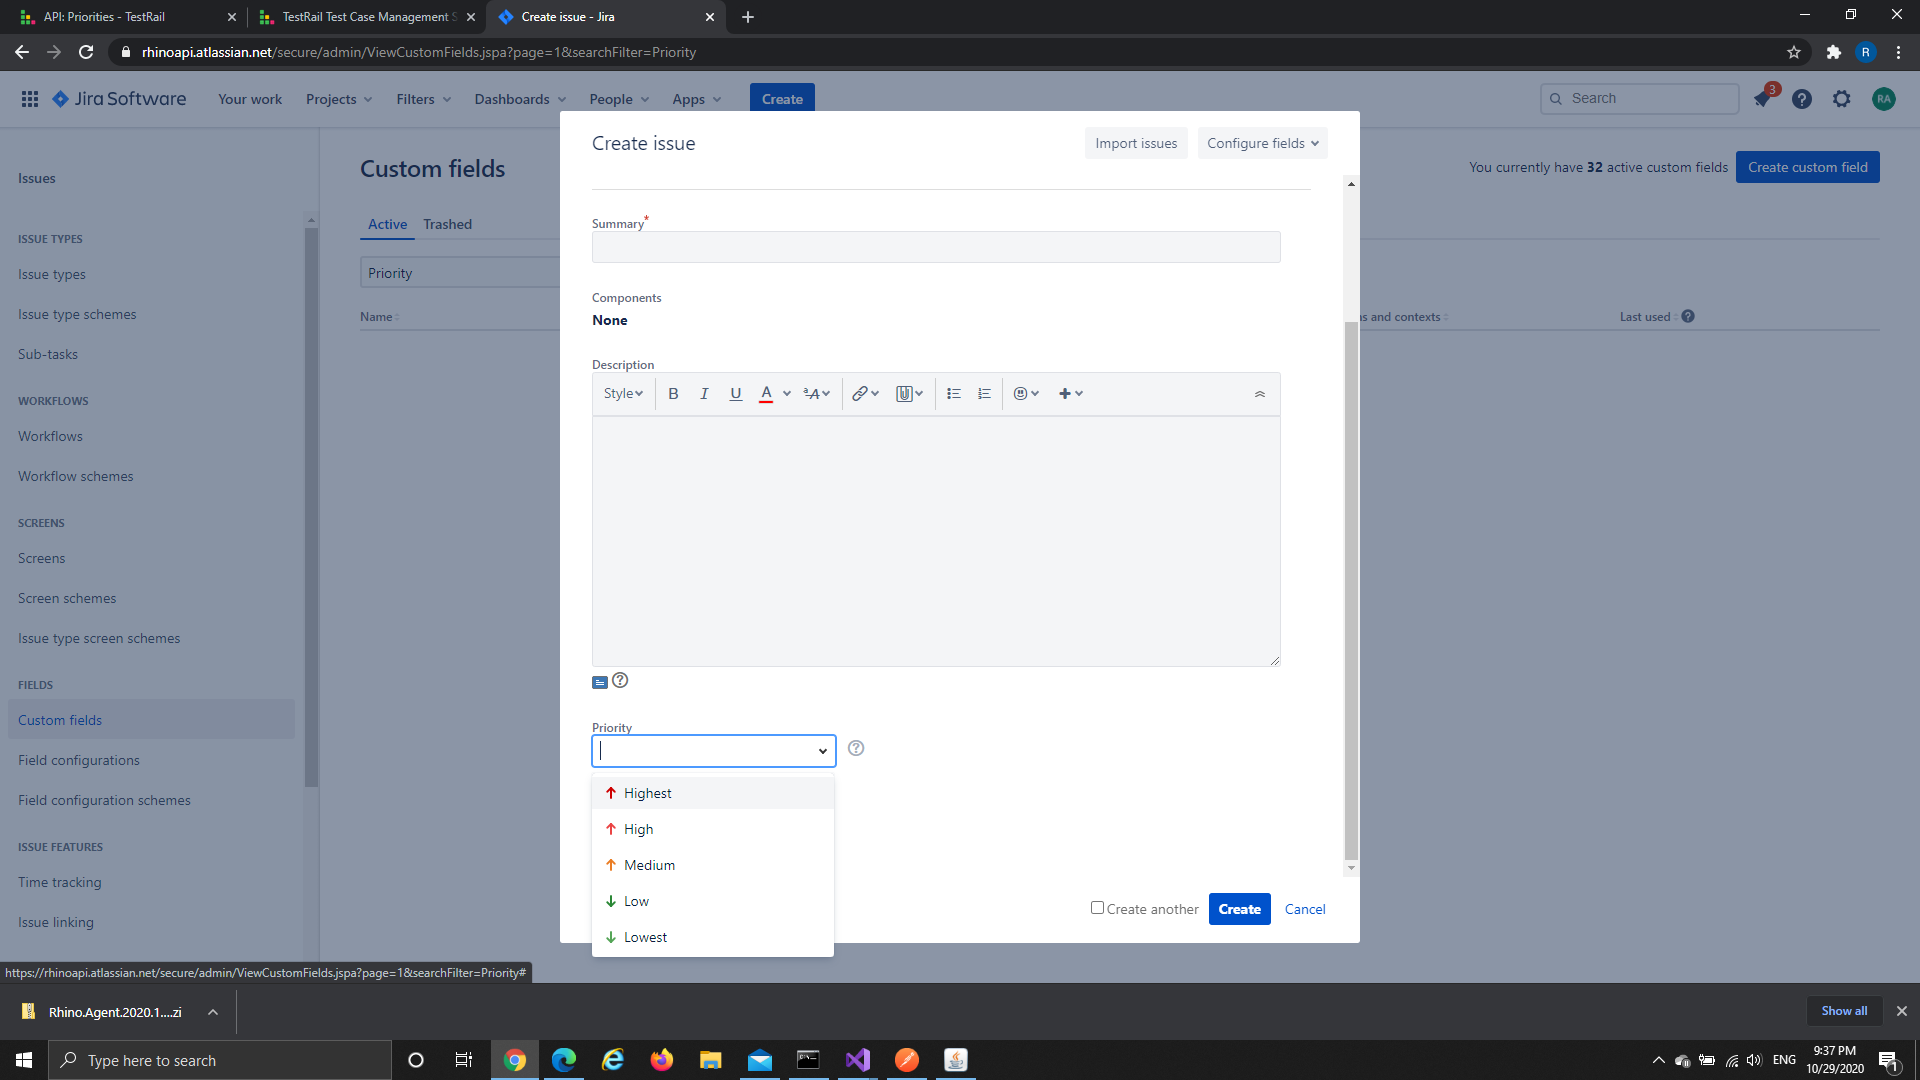 API: Priorities - TestRail
TestRail Test Case Management S
Create issue - Jira
rhinoapi.atlassian.net/secure/admin/ViewCustomFields.jspa?page=1&searchFilter=Priority
R
Jira Software
Your work
Projects
Filters
Dashboards
People
Apps
Create
Search
3
RA
Issues
ISSUE TYPES
Issue types
Issue type schemes
Sub-tasks
WORKFLOWS
Workflows
Workflow schemes
SCREENS
Screens
Screen schemes
Issue type screen schemes
FIELDS
Custom fields
Field configurations
Field configuration schemes
ISSUE FEATURES
Time tracking
Issue linking
Custom fields
You currently have 32 active custom fields
Create custom field
Active
Trashed
Priority
Name
s and contexts
Last used
Create issue
Import issues
Configure fields
Summary*
Components
None
Description
Style
B
I
U
A
Priority
Highest
High
Medium
Low
Lowest
Create another
Create
Cancel
https://rhinoapi.atlassian.net/secure/admin/ViewCustomFields.jspa?page=1&searchFilter=Priority#
Rhino.Agent.2020.1....zi
Show all
Type here to search
ENG
9:37 PM
10/29/2020
1